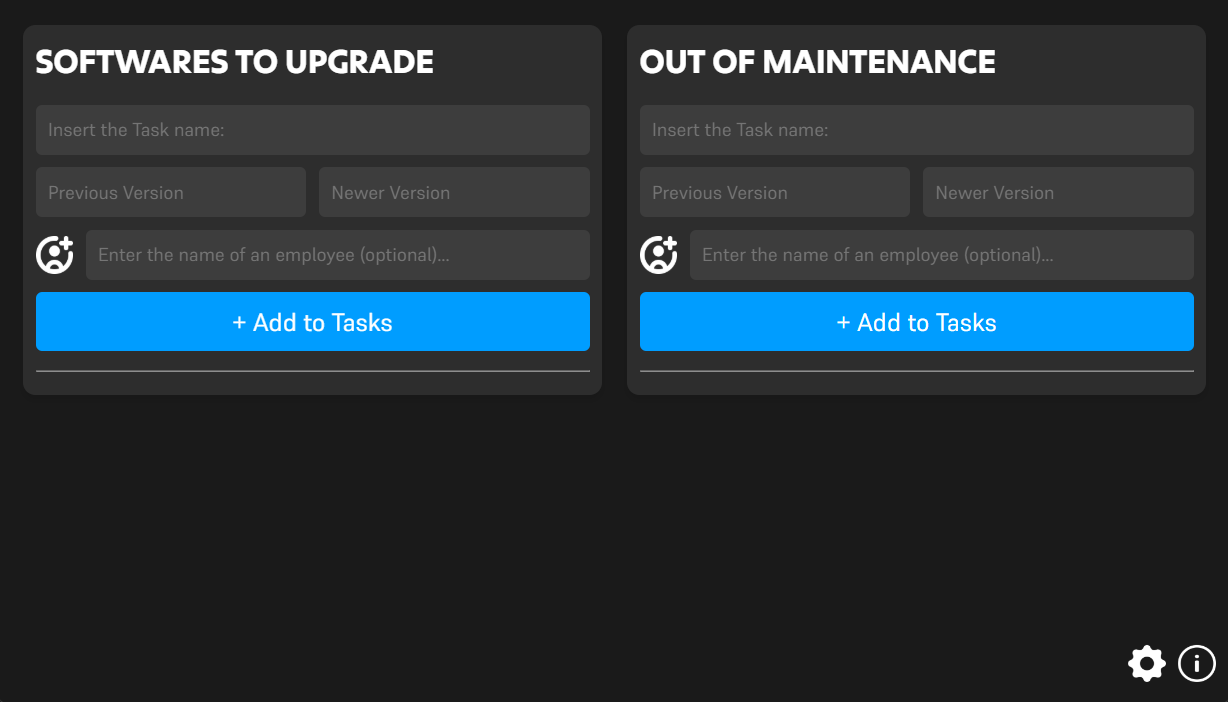 SOFTWARES TO UPGRADE
Insert the Task name:
Previous Version
Newer Version
Enter the name of an employee (optional)...
+ Add to Tasks
OUT OF MAINTENANCE
Insert the Task name:
Previous Version
Newer Version
Enter the name of an employee (optional)...
+ Add to Tasks